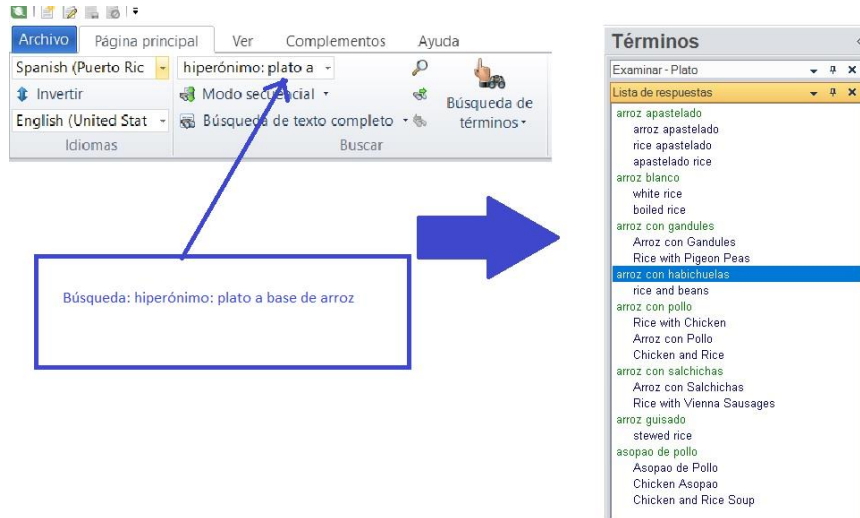 Archivo Página principal Ver Complementos Ayuda
Spanish (Puerto Ric hiperónimo: plato a
Invertir Modo secuencial
English (United Stat Búsqueda de texto completo
Búsqueda de
términos
Idiomas Buscar
Búsqueda: hiperónimo: plato a base de arroz
Términos
Examinar - Plato
Lista de respuestas
arroz apastelado
arroz apastelado
rice apastelado
apastelado rice
arroz blanco
white rice
boiled rice
arroz con gandules
Arroz con Gandules
Rice with Pigeon Peas
arroz con habichuelas
rice and beans
arroz con pollo
Rice with Chicken
Arroz con Pollo
Chicken and Rice
arroz con salchichas
Arroz con Salchichas
Rice with Vienna Sausages
arroz guisado
stewed rice
asopao de pollo
Asopao de Pollo
Chicken Asopao
Chicken and Rice Soup